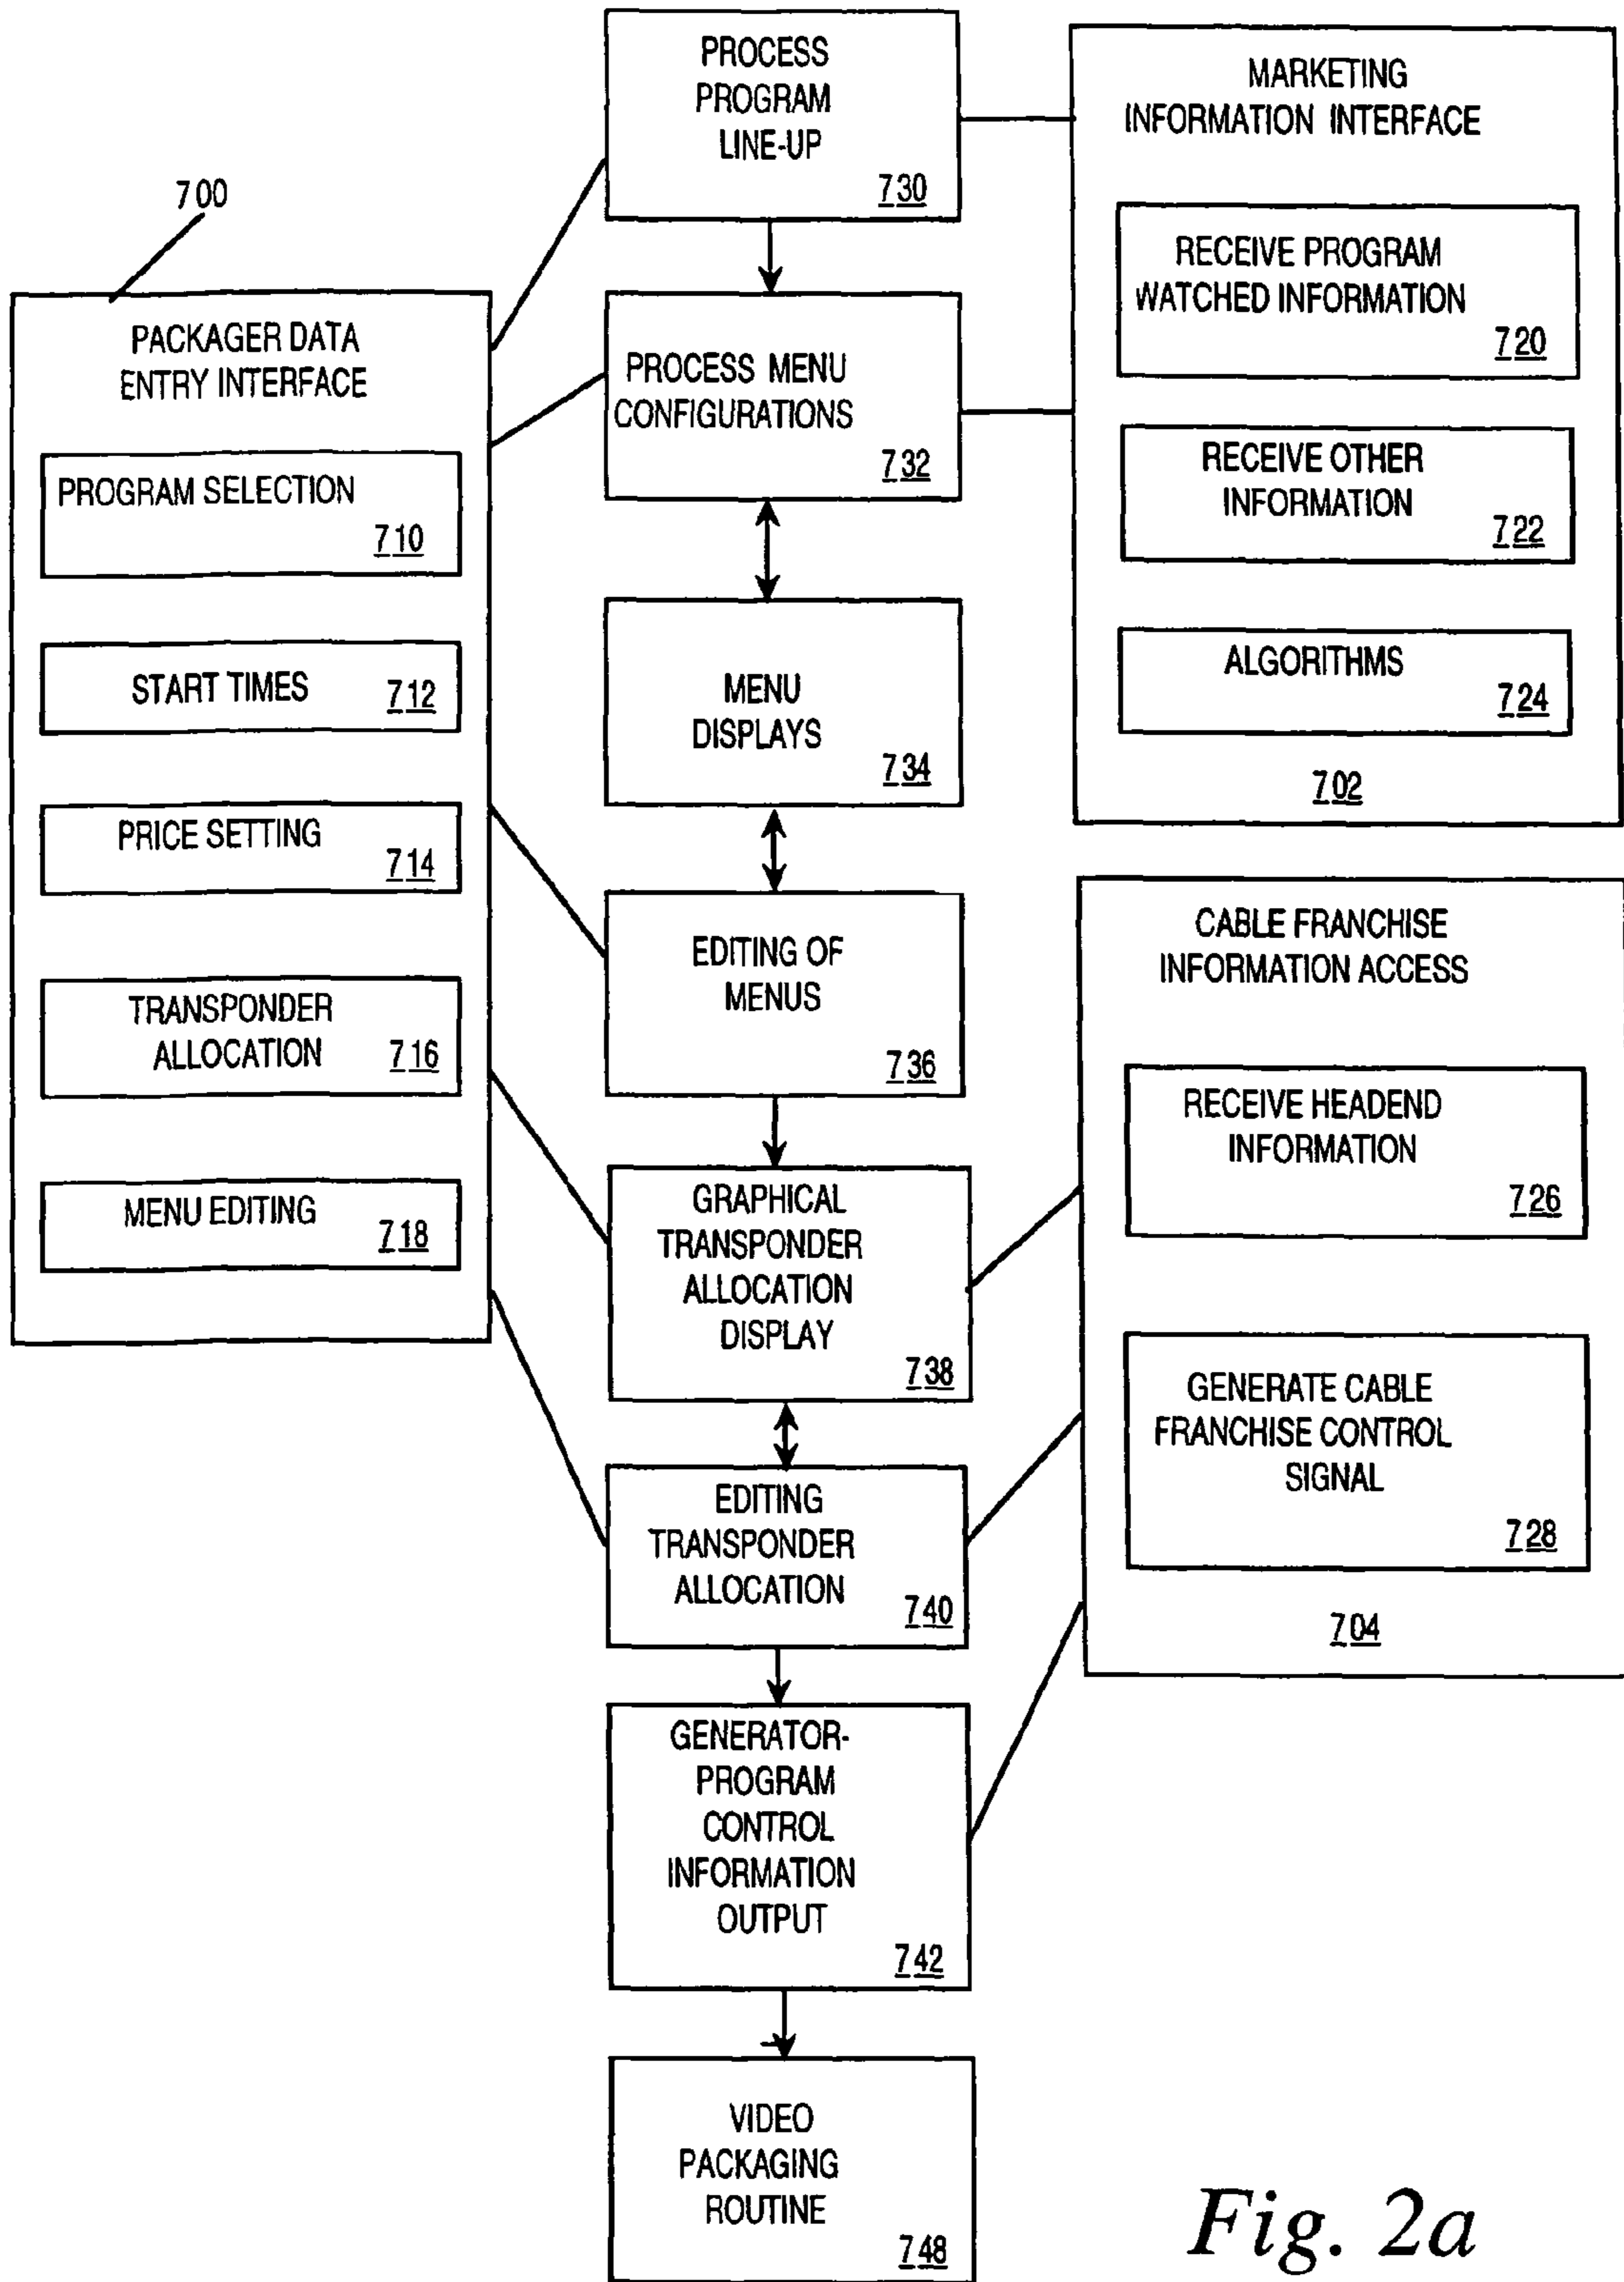 700
PACKAGER DATA
ENTRY INTERFACE
PROGRAM SELECTION
710
START TIMES 712
PRICE SETTING
714
TRANSPONDER
ALLOCATION 716
MENU EDITING
718
PROCESS
PROGRAM
LINE-UP
730
PROCESS MENU
CONFIGURATIONS
732
MENU
DISPLAYS
734
EDITING OF
MENUS
736
GRAPHICAL
TRANSPONDER
ALLOCATION
DISPLAY
738
EDITING
TRANSPONDER
ALLOCATION
740
GENERATOR-
PROGRAM
CONTROL
INFORMATION
OUTPUT
742
VIDEO
PACKAGING
ROUTINE
748
MARKETING
INFORMATION INTERFACE
RECEIVE PROGRAM
WATCHED INFORMATION
720
RECEIVE OTHER
INFORMATION
722
ALGORITHMS
724
702
CABLE FRANCHISE
INFORMATION ACCESS
RECEIVE HEADEND
INFORMATION
726
GENERATE CABLE
FRANCHISE CONTROL
SIGNAL
728
704
Fig. 2a